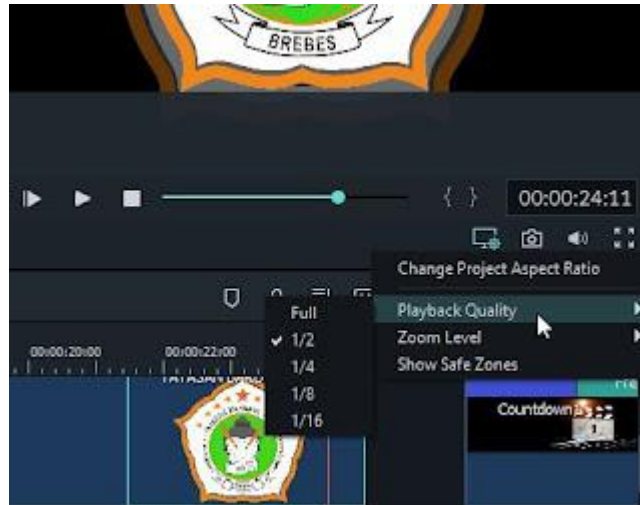 BREBES
{ }
00:00:24:11
Change Project Aspect Ratio
Full
Playback Quality
1/2
Zoom Level
00:00:20:00
00:00:22:00
1/4
Show Safe Zones
1/8
1/16
Countdown
1